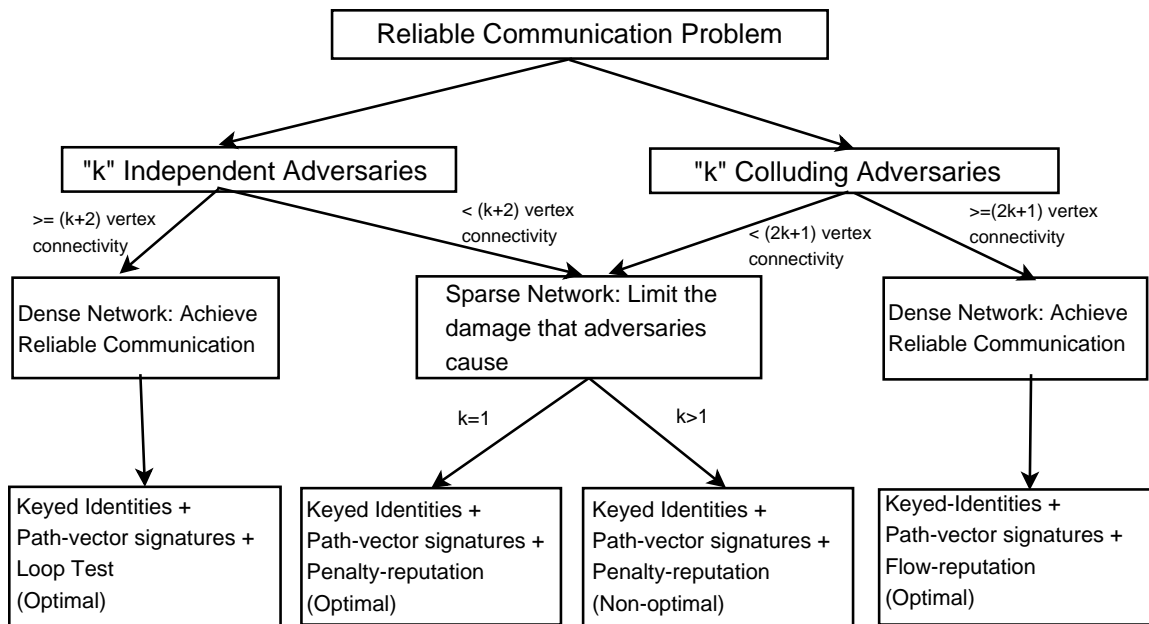 Reliable Communication Problem
"k" Independent Adversaries
"k" Colluding Adversaries
>= (k+2) vertex
connectivity
< (k+2) vertex
connectivity
< (2k+1) vertex
connectivity
>=(2k+1) vertex
connectivity
Dense Network: Achieve
Reliable Communication
Sparse Network: Limit the
damage that adversaries
cause
Dense Network: Achieve
Reliable Communication
k=1
k>1
Keyed Identities +
Path-vector signatures +
Loop Test
(Optimal)
Keyed Identities +
Path-vector signatures +
Penalty-reputation
(Optimal)
Keyed Identities +
Path-vector signatures +
Penalty-reputation
(Non-optimal)
Keyed-Identities +
Path-vector signatures +
Flow-reputation
(Optimal)